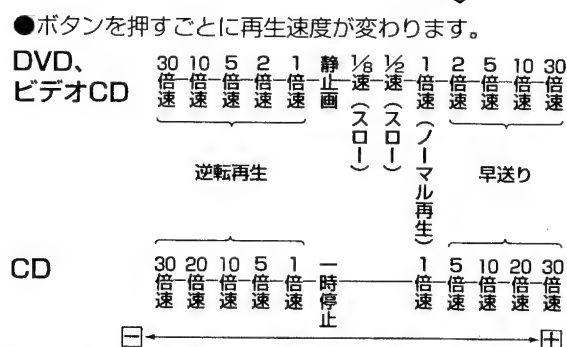 ●ボタンを押すごとに再生速度が変わります。
DVD、
ビデオCD
30倍速 10倍速 5倍速 2倍速 1倍速 静止画 1/8速（スロー） 1/2速（スロー） 1倍速（ノーマル再生） 2倍速 5倍速 10倍速 30倍速
逆転再生 早送り
CD
30倍速 20倍速 10倍速 5倍速 1倍速 一時停止 1倍速 5倍速 10倍速 20倍速 30倍速
− +